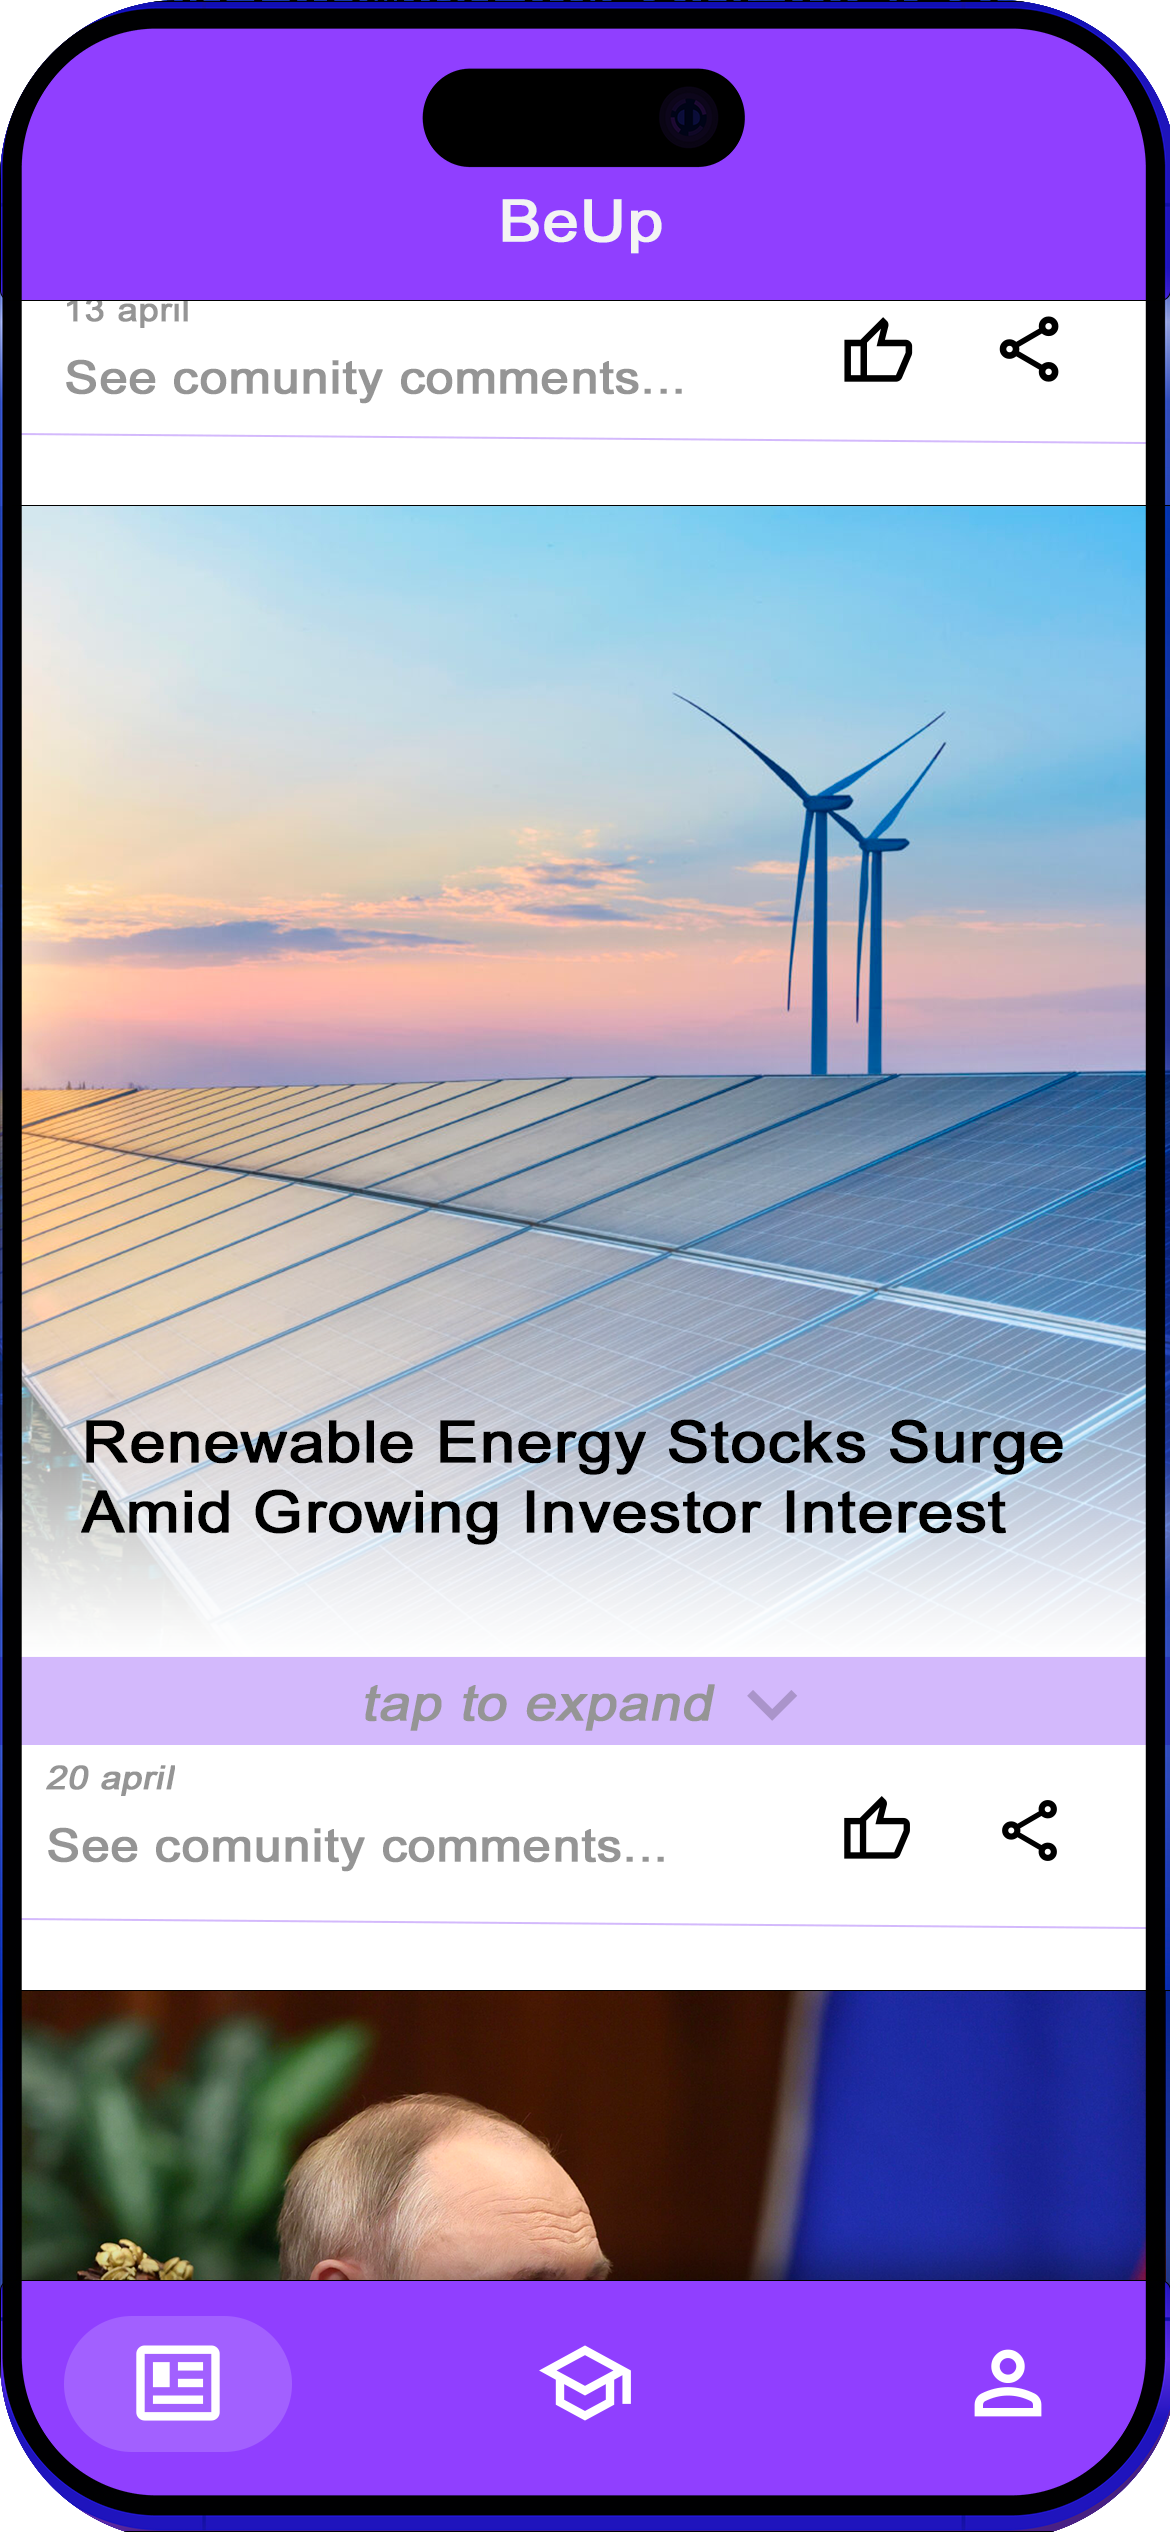 BeUp
13 april
See comunity comments...
Renewable Energy Stocks Surge
Amid Growing Investor Interest
tap to expand
20 april
See comunity comments...